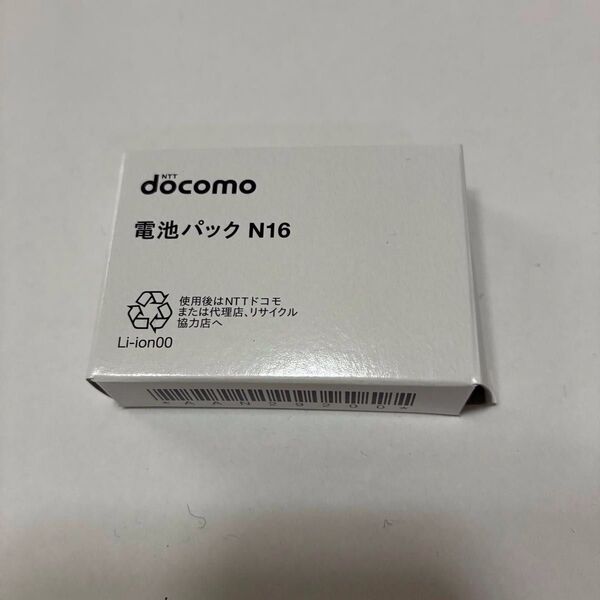 NTT
docomo
電池パック N16
使用後はNTTドコモ
または代理店、リサイクル
協力店へ
Li-ion00
*AAN29200*